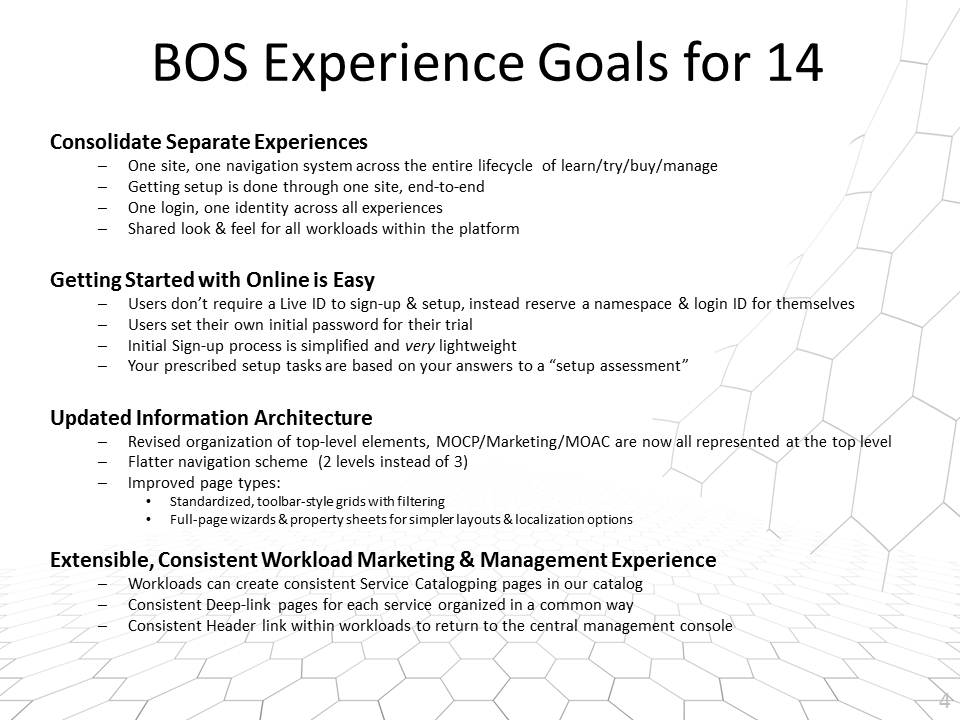 BOS Experience Goals for 14
Consolidate Separate Experiences
– One site, one navigation system across the entire lifecycle of learn/try/buy/manage
– Getting setup is done through one site, end-to-end
– One login, one identity across all experiences
– Shared look & feel for all workloads within the platform
Getting Started with Online is Easy
– Users don’t require a Live ID to sign-up & setup, instead reserve a namespace & login ID for themselves
– Users set their own initial password for their trial
– Initial Sign-up process is simplified and very lightweight
– Your prescribed setup tasks are based on your answers to a “setup assessment”
Updated Information Architecture
– Revised organization of top-level elements, MOCP/Marketing/MOAC are now all represented at the top level
– Flatter navigation scheme (2 levels instead of 3)
– Improved page types:
• Standardized, toolbar-style grids with filtering
• Full-page wizards & property sheets for simpler layouts & localization options
Extensible, Consistent Workload Marketing & Management Experience
– Workloads can create consistent Service Catalogping pages in our catalog
– Consistent Deep-link pages for each service organized in a common way
– Consistent Header link within workloads to return to the central management console
4